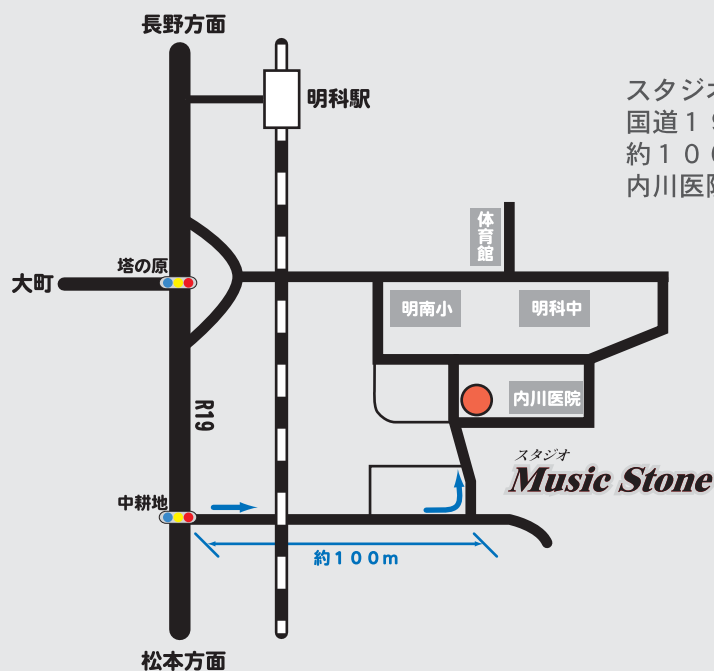 長野方面
明科駅
スタジオ
国道１９
約１００
内川医院
体育館
塔の原
大町
明南小
明科中
R19
内川医院
スタジオ
Music Stone
中耕地
約１００m
松本方面